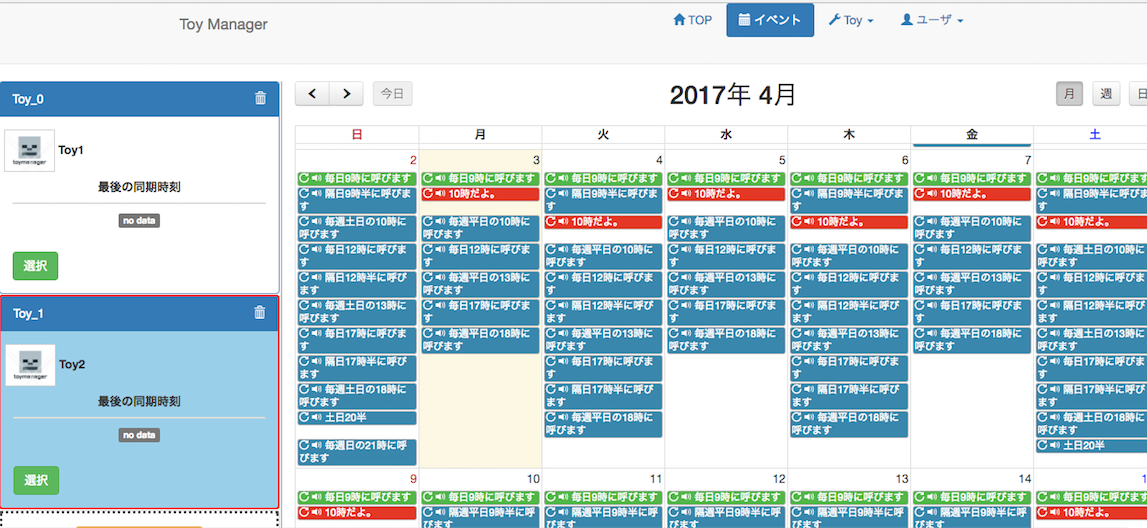 Toy Manager
TOP
イベント
Toy
ユーザ
Toy_0
toymanager
Toy1
最後の同期時刻
no data
選択
Toy_1
toymanager
Toy2
最後の同期時刻
no data
選択
今日
2017年 4月
月
週
日
日 月 火 水 木 金 土
2
毎日9時に呼びます
隔日9時半に呼びま
す
毎週土日の10時に
呼びます
毎日12時に呼びま
す
隔日12時半に呼び
ます
毎週土日の13時に
呼びます
毎日17時に呼びま
す
隔日17時半に呼び
ます
毎週土日の18時に
呼びます
土日20半
毎週日の21時に呼
びます
3
毎日9時に呼びます
10時だよ。
毎週平日の10時に
呼びます
毎日12時に呼びま
す
毎週平日の13時に
呼びます
毎日17時に呼びま
す
毎週平日の18時に
呼びます
4
毎日9時に呼びます
隔日9時半に呼びま
す
10時だよ。
毎週平日の10時に
呼びます
毎日12時に呼びま
す
隔日12時半に呼び
ます
毎週平日の13時に
呼びます
毎日17時に呼びま
す
隔日17時半に呼び
ます
毎週平日の18時に
呼びます
5
毎日9時に呼びます
10時だよ。
毎週平日の10時に
呼びます
毎日12時に呼びま
す
毎週平日の13時に
呼びます
毎日17時に呼びま
す
毎週平日の18時に
呼びます
6
毎日9時に呼びます
隔日9時半に呼びま
す
10時だよ。
毎週平日の10時に
呼びます
毎日12時に呼びま
す
隔日12時半に呼び
ます
毎週平日の13時に
呼びます
毎日17時に呼びま
す
隔日17時半に呼び
ます
毎週平日の18時に
呼びます
7
毎日9時に呼びます
10時だよ。
毎週平日の10時に
呼びます
毎日12時に呼びま
す
毎週平日の13時に
呼びます
毎日17時に呼びま
す
毎週平日の18時に
呼びます
毎日9時に呼びます
隔日9時半に呼びま
す
10時だよ。
毎週土日の10時に
呼びます
毎日12時に呼びま
す
隔日12時半に呼び
ます
毎週土日の13時に
呼びます
毎日17時に呼びま
す
隔日17時半に呼び
ます
毎週土日の18時に
呼びます
土日20半
9
毎日9時に呼びます
10時だよ。
10
毎日9時に呼びます
隔週9時半に呼びま
す
11
毎日9時に呼びます
12
毎日9時に呼びます
13
毎日9時に呼びます
14
毎日9時に呼びます
毎日9時に呼びます
10時だよ。